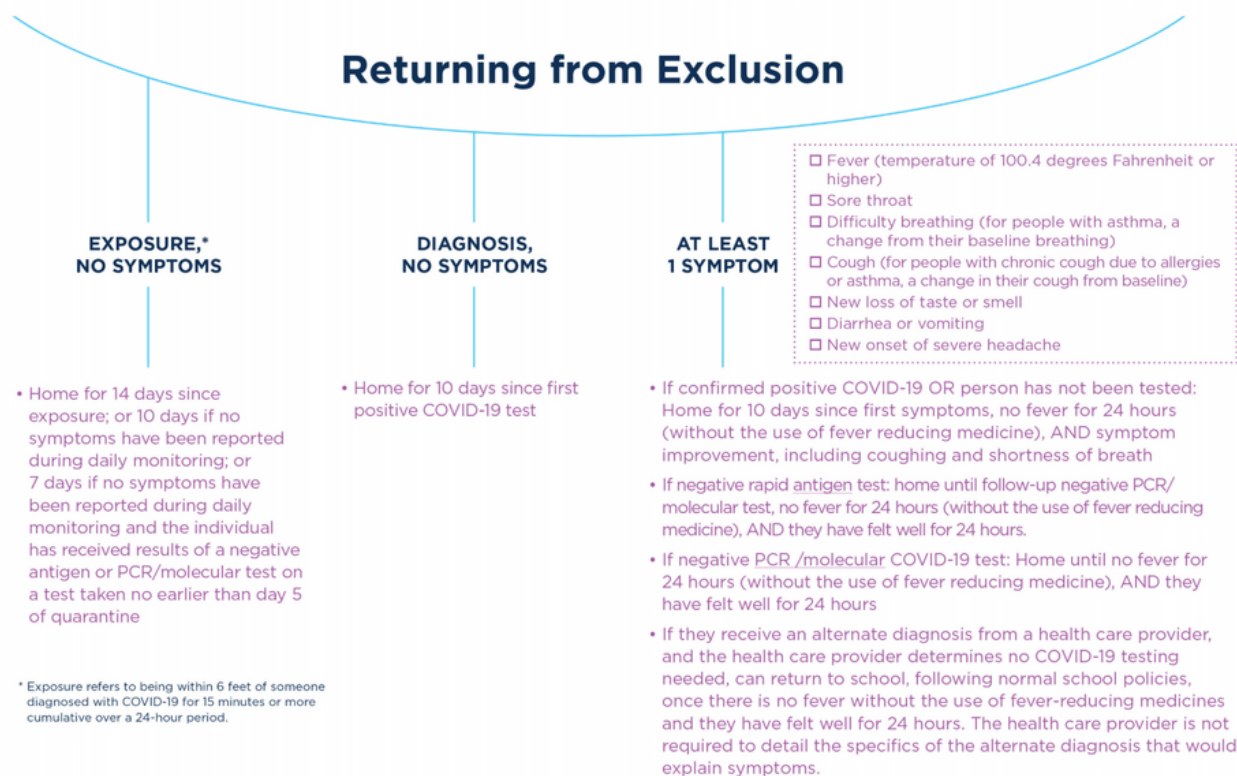 Returning from Exclusion
EXPOSURE,*
NO SYMPTOMS
• Home for 14 days since
exposure; or 10 days if no
symptoms have been reported
during daily monitoring; or
7 days if no symptoms have
been reported during daily
monitoring and the individual
has received results of a negative
antigen or PCR/molecular test on
a test taken no earlier than day 5
of quarantine
* Exposure refers to being within 6 feet of someone
diagnosed with COVID-19 for 15 minutes or more
cumulative over a 24-hour period.
DIAGNOSIS,
NO SYMPTOMS
• Home for 10 days since first
positive COVID-19 test
AT LEAST
1 SYMPTOM
☐ Fever (temperature of 100.4 degrees Fahrenheit or
higher)
☐ Sore throat
☐ Difficulty breathing (for people with asthma, a
change from their baseline breathing)
☐ Cough (for people with chronic cough due to allergies
or asthma, a change in their cough from baseline)
☐ New loss of taste or smell
☐ Diarrhea or vomiting
☐ New onset of severe headache
• If confirmed positive COVID-19 OR person has not been tested:
Home for 10 days since first symptoms, no fever for 24 hours
(without the use of fever reducing medicine), AND symptom
improvement, including coughing and shortness of breath
• If negative rapid antigen test: home until follow-up negative PCR/
molecular test, no fever for 24 hours (without the use of fever reducing
medicine), AND they have felt well for 24 hours.
• If negative PCR /molecular COVID-19 test: Home until no fever for
24 hours (without the use of fever reducing medicine), AND they
have felt well for 24 hours
• If they receive an alternate diagnosis from a health care provider,
and the health care provider determines no COVID-19 testing
needed, can return to school, following normal school policies,
once there is no fever without the use of fever-reducing medicines
and they have felt well for 24 hours. The health care provider is not
required to detail the specifics of the alternate diagnosis that would
explain symptoms.